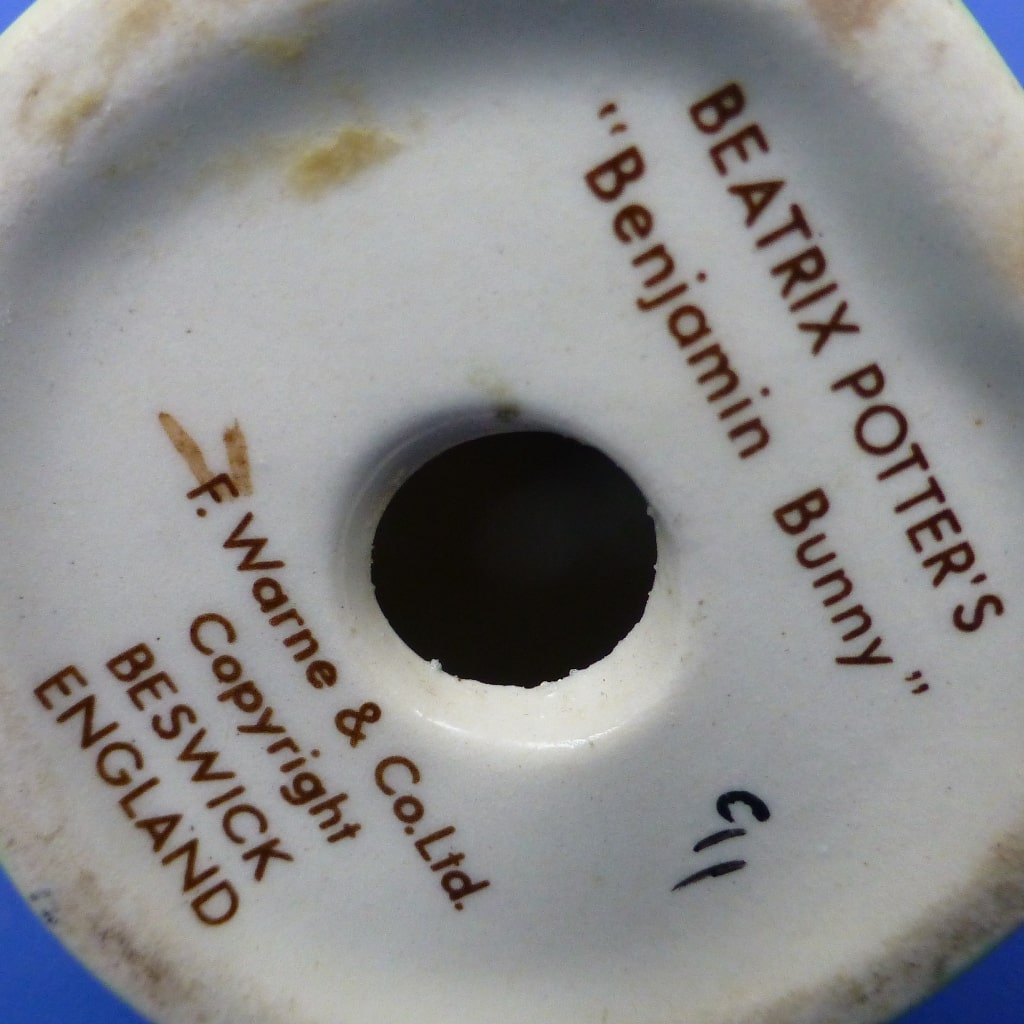 BEATRIX POTTER'S
"Benjamin Bunny"
F. Warne & Co.Ltd.
Copyright
BESWICK
ENGLAND